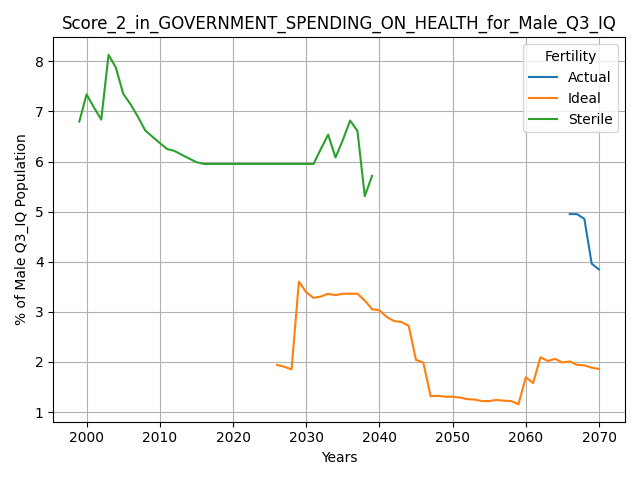 Score_2_in_GOVERNMENT_SPENDING_ON_HEALTH_for_Male_Q3_IQ
Fertility
Actual
Ideal
Sterile
% of Male Q3_IQ Population
8
7
6
5
4
3
2
1
2000 2010 2020 2030 2040 2050 2060 2070
Years